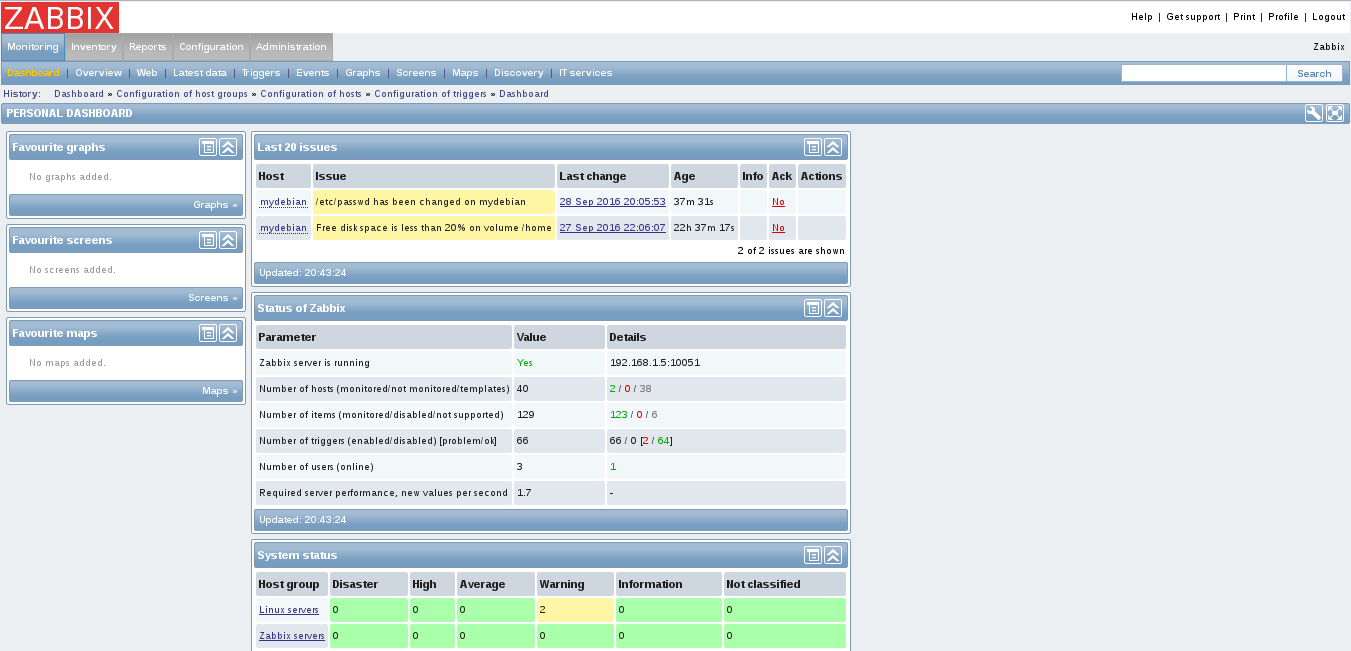 ZABBIX
Help | Get support | Print | Profile | Logout
Monitoring Inventory Reports Configuration Administration
Zabbix
Dashboard | Overview | Web | Latest data | Triggers | Events | Graphs | Screens | Maps | Discovery | IT services
Search
History: Dashboard » Configuration of host groups » Configuration of hosts » Configuration of triggers » Dashboard
PERSONAL DASHBOARD
Favourite graphs
No graphs added.
Graphs »
Favourite screens
No screens added.
Screens »
Favourite maps
No maps added.
Maps »
Last 20 issues
Host Issue Last change Age Info Ack Actions
mydebian /etc/passwd has been changed on mydebian 28 Sep 2016 20:05:53 37m 31s No
mydebian Free disk space is less than 20% on volume /home 27 Sep 2016 22:06:07 22h 37m 17s No
2 of 2 issues are shown
Updated: 20:43:24
Status of Zabbix
Parameter Value Details
Zabbix server is running Yes 192.168.1.5:10051
Number of hosts (monitored/not monitored/templates) 40 2 / 0 / 38
Number of items (monitored/disabled/not supported) 129 123 / 0 / 6
Number of triggers (enabled/disabled) [problem/ok] 66 66 / 0 [2 / 64]
Number of users (online) 3 1
Required server performance, new values per second 1.7 -
Updated: 20:43:24
System status
Host group Disaster High Average Warning Information Not classified
Linux servers 0 0 0 2 0 0
Zabbix servers 0 0 0 0 0 0